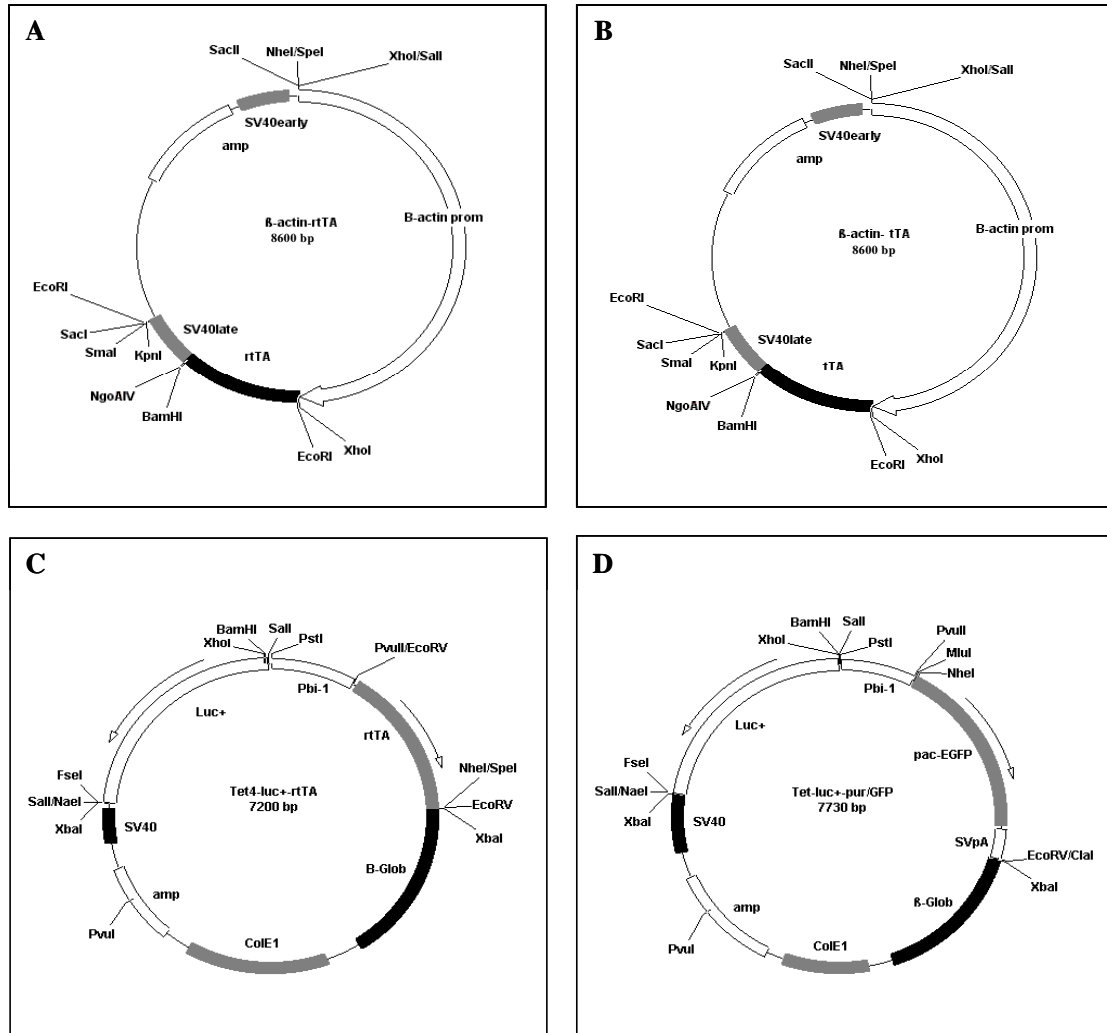 A
SacII
NheI/SpeI
XhoI/SalI
SV40early
amp
ß-actin-rtTA
8600 bp
B-actin prom
EcoRI
SacI
SmaI
KpnI
SV40late
rtTA
NgoAIV
BamHI
EcoRI
XhoI
B
SacII
NheI/SpeI
XhoI/SalI
SV40early
amp
ß-actin- tTA
8600 bp
B-actin prom
EcoRI
SacI
SmaI
KpnI
SV40late
tTA
NgoAIV
BamHI
EcoRI
XhoI
C
BamHI
SalI
XhoI
PstI
PvuII/EcoRV
Pbi-1
Luc+
rtTA
FseI
SalI/NaeI
XbaI
SV40
Tet4-luc+-rtTA
7200 bp
NheI/SpeI
EcoRV
XbaI
B-Glob
amp
PvuI
ColE1
D
BamHI
SalI
XhoI
PstI
PvuII
MluI
NheI
Pbi-1
Luc+
pac-EGFP
FseI
SalI/NaeI
XbaI
SV40
Tet-luc+-pur/GFP
7730 bp
SVpA
EcoRV/ClaI
XbaI
ß-Glob
amp
PvuI
ColE1